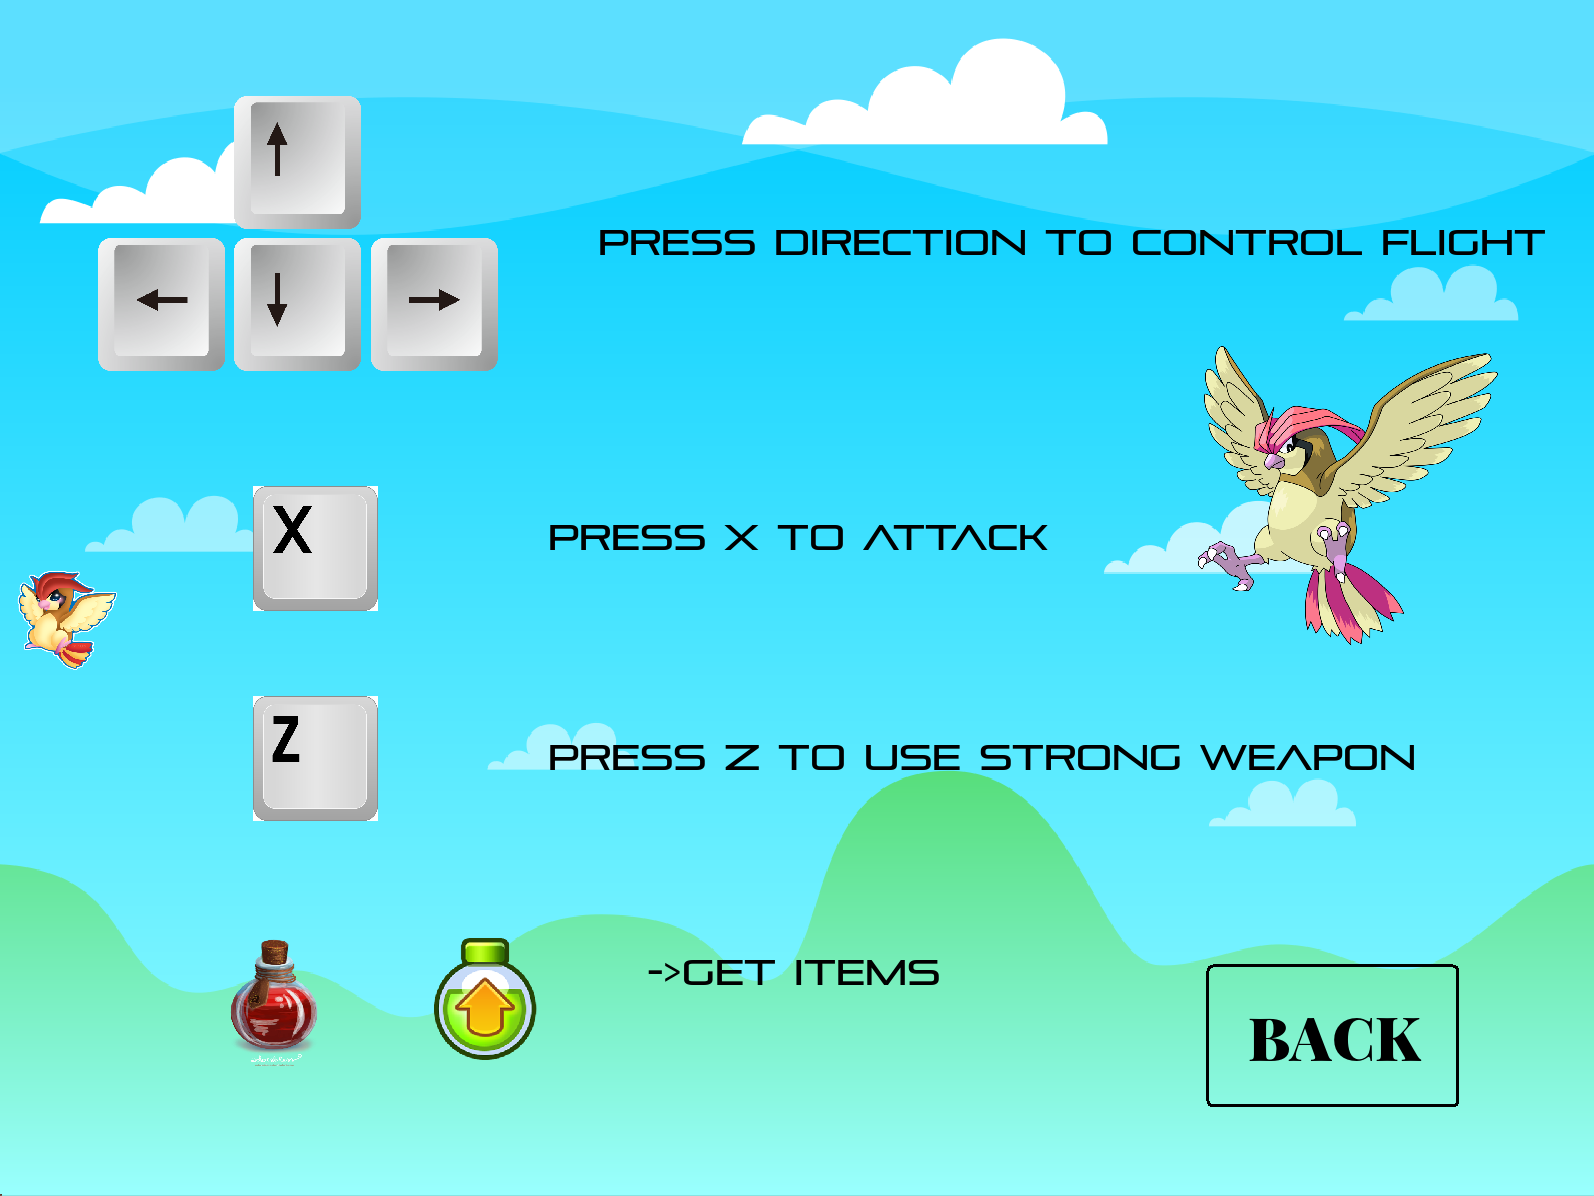 PRESS DIRECTION TO CONTROL FLIGHT
X
PRESS X TO ATTACK
Z
PRESS Z TO USE STRONG WEAPON
->GET ITEMS
BACK